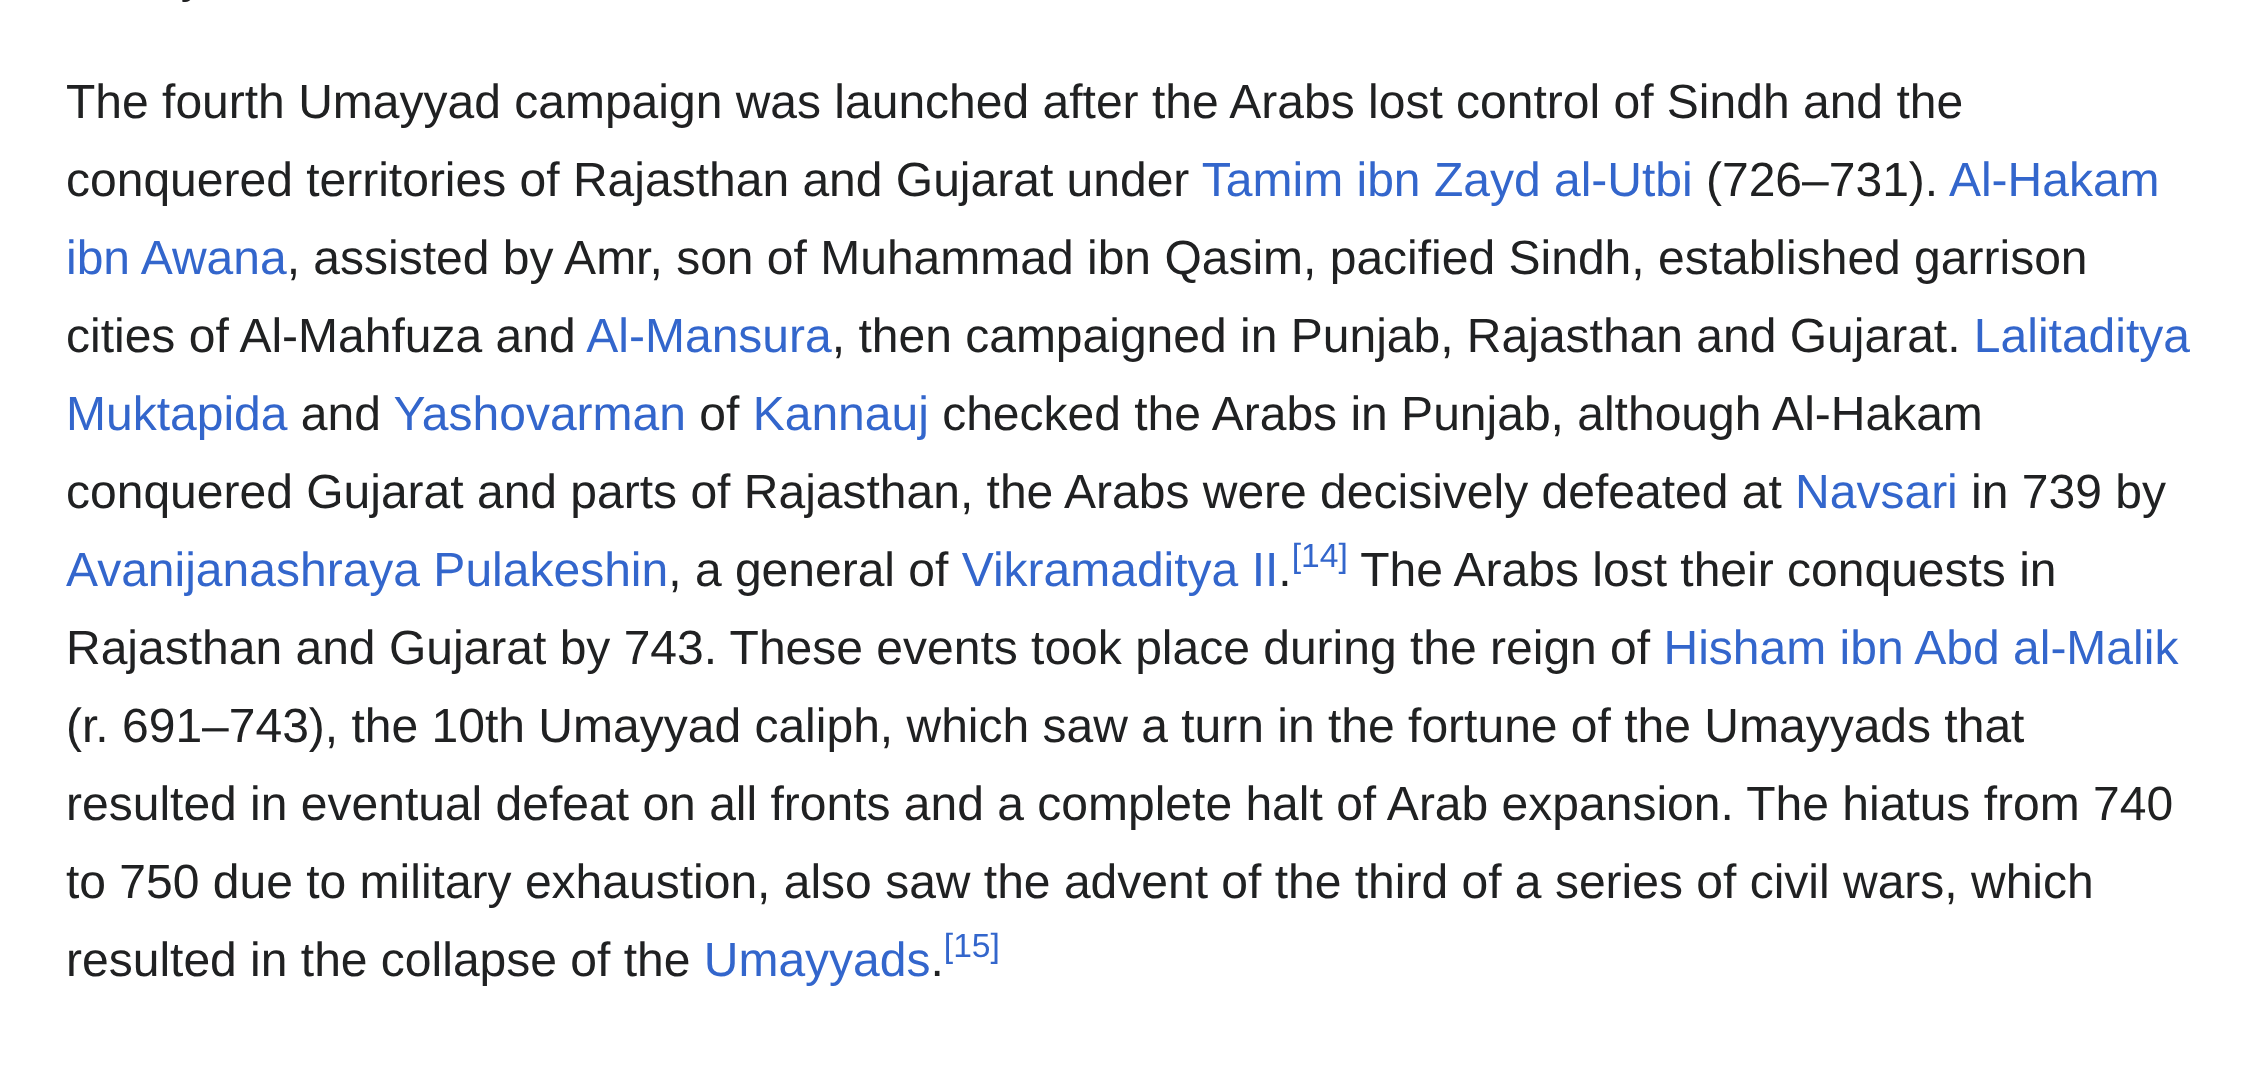 The fourth Umayyad campaign was launched after the Arabs lost control of Sindh and the
conquered territories of Rajasthan and Gujarat under Tamim ibn Zayd al-Utbi (726–731). Al-Hakam
ibn Awana, assisted by Amr, son of Muhammad ibn Qasim, pacified Sindh, established garrison
cities of Al-Mahfuza and Al-Mansura, then campaigned in Punjab, Rajasthan and Gujarat. Lalitaditya
Muktapida and Yashovarman of Kannauj checked the Arabs in Punjab, although Al-Hakam
conquered Gujarat and parts of Rajasthan, the Arabs were decisively defeated at Navsari in 739 by
Avanijanashraya Pulakeshin, a general of Vikramaditya II.[14] The Arabs lost their conquests in
Rajasthan and Gujarat by 743. These events took place during the reign of Hisham ibn Abd al-Malik
(r. 691–743), the 10th Umayyad caliph, which saw a turn in the fortune of the Umayyads that
resulted in eventual defeat on all fronts and a complete halt of Arab expansion. The hiatus from 740
to 750 due to military exhaustion, also saw the advent of the third of a series of civil wars, which
resulted in the collapse of the Umayyads.[15]